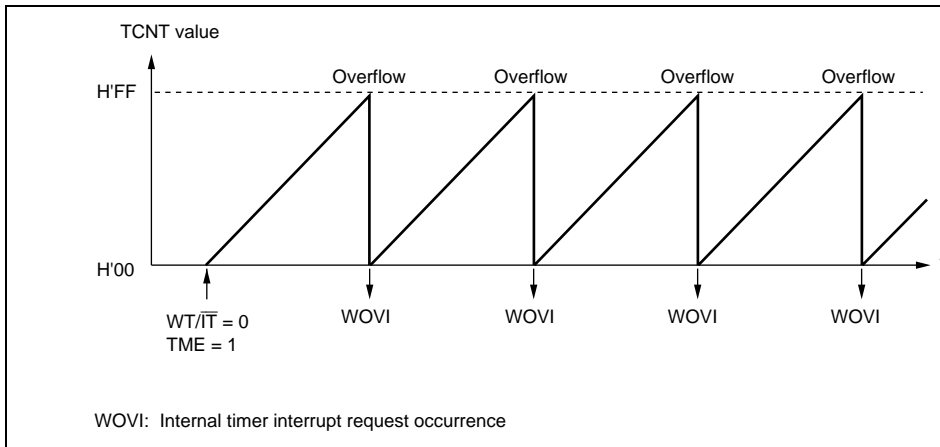 TCNT value
Overflow Overflow Overflow Overflow
H'FF
H'00
WT/I̅T̅ = 0
TME = 1
WOVI WOVI WOVI WOVI
WOVI: Internal timer interrupt request occurrence